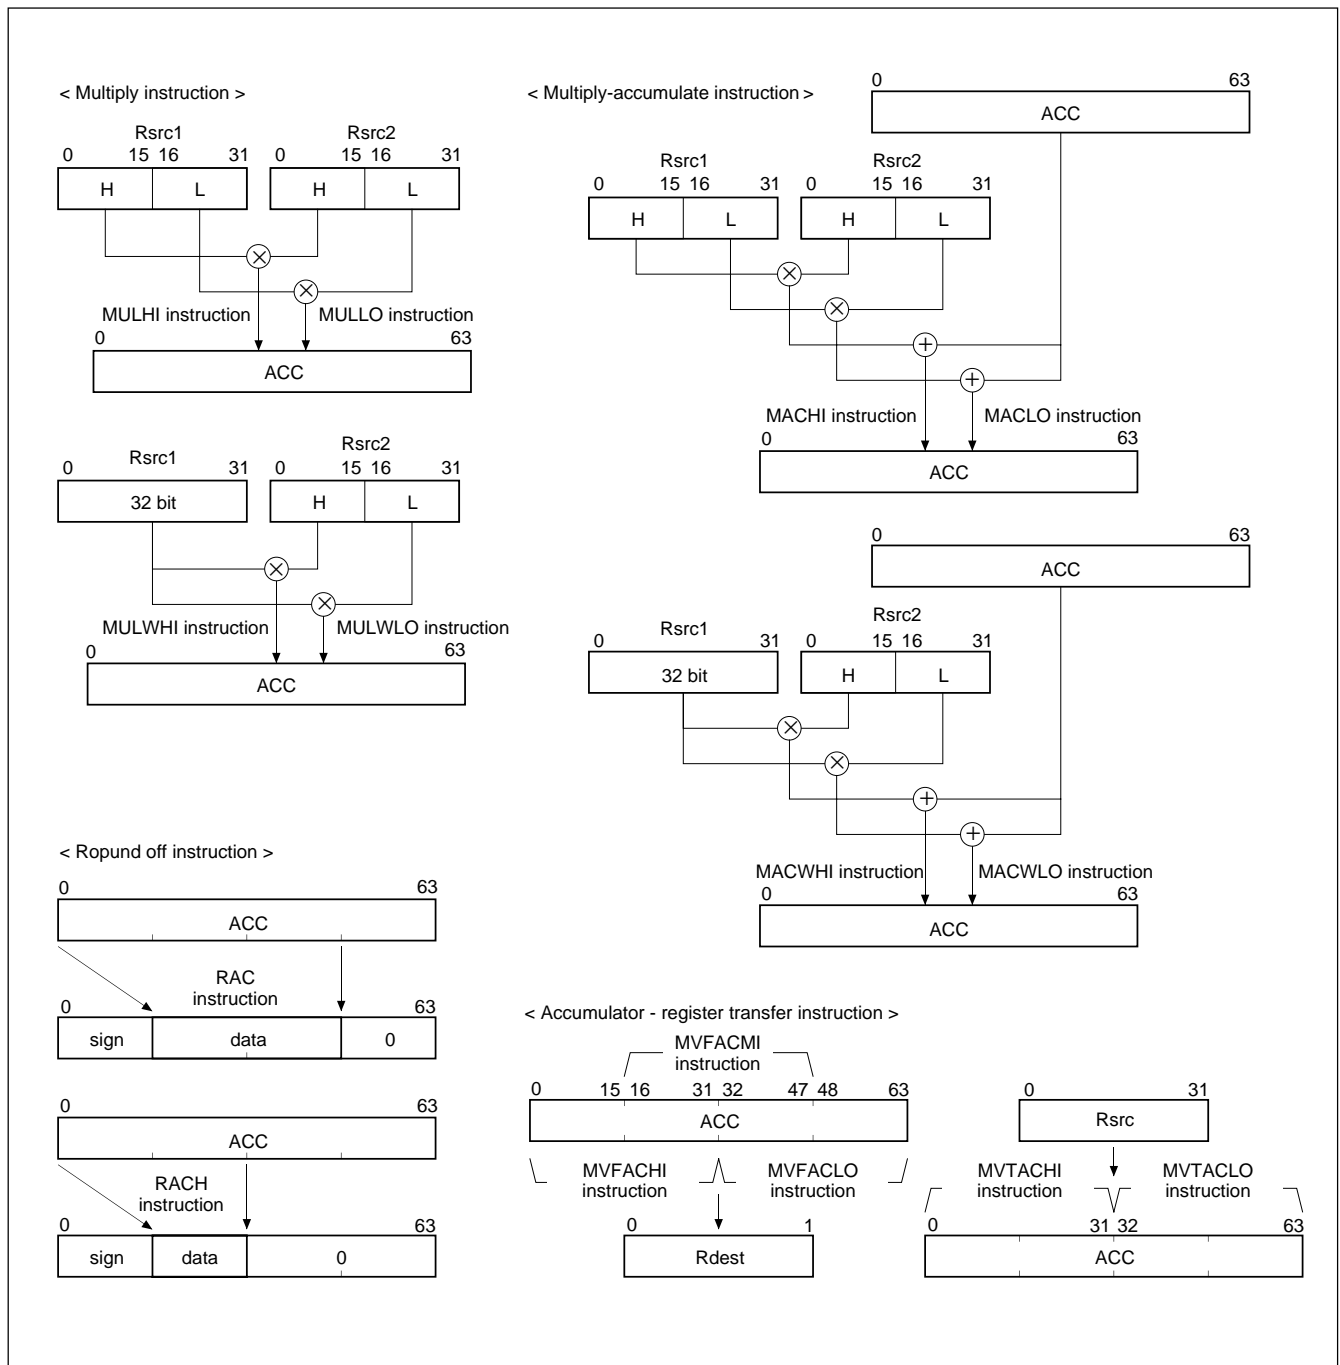 < Multiply instruction >
Rsrc1 Rsrc2
0 15 16 31 0 15 16 31
H L H L
MULHI instruction MULLO instruction
0 63
ACC
Rsrc1 Rsrc2
0 31 0 15 16 31
32 bit H L
MULWHI instruction MULWLO instruction
0 63
ACC
< Multiply-accumulate instruction >
0 63
ACC
Rsrc1 Rsrc2
0 15 16 31 0 15 16 31
H L H L
MACHI instruction MACLO instruction
0 63
ACC
0 63
ACC
Rsrc1 Rsrc2
0 31 0 15 16 31
32 bit H L
MACWHI instruction MACWLO instruction
0 63
ACC
< Ropund off instruction >
0 63
ACC
RAC
instruction
0 63
sign data 0
0 63
ACC
RACH
instruction
0 63
sign data 0
< Accumulator - register transfer instruction >
MVFACMI
instruction
0 15 16 31 32 47 48 63
ACC
MVFACHI MVFACLO
instruction instruction
0 1
Rdest
0 31
Rsrc
MVTACHI MVTACLO
instruction instruction
0 31 32 63
ACC